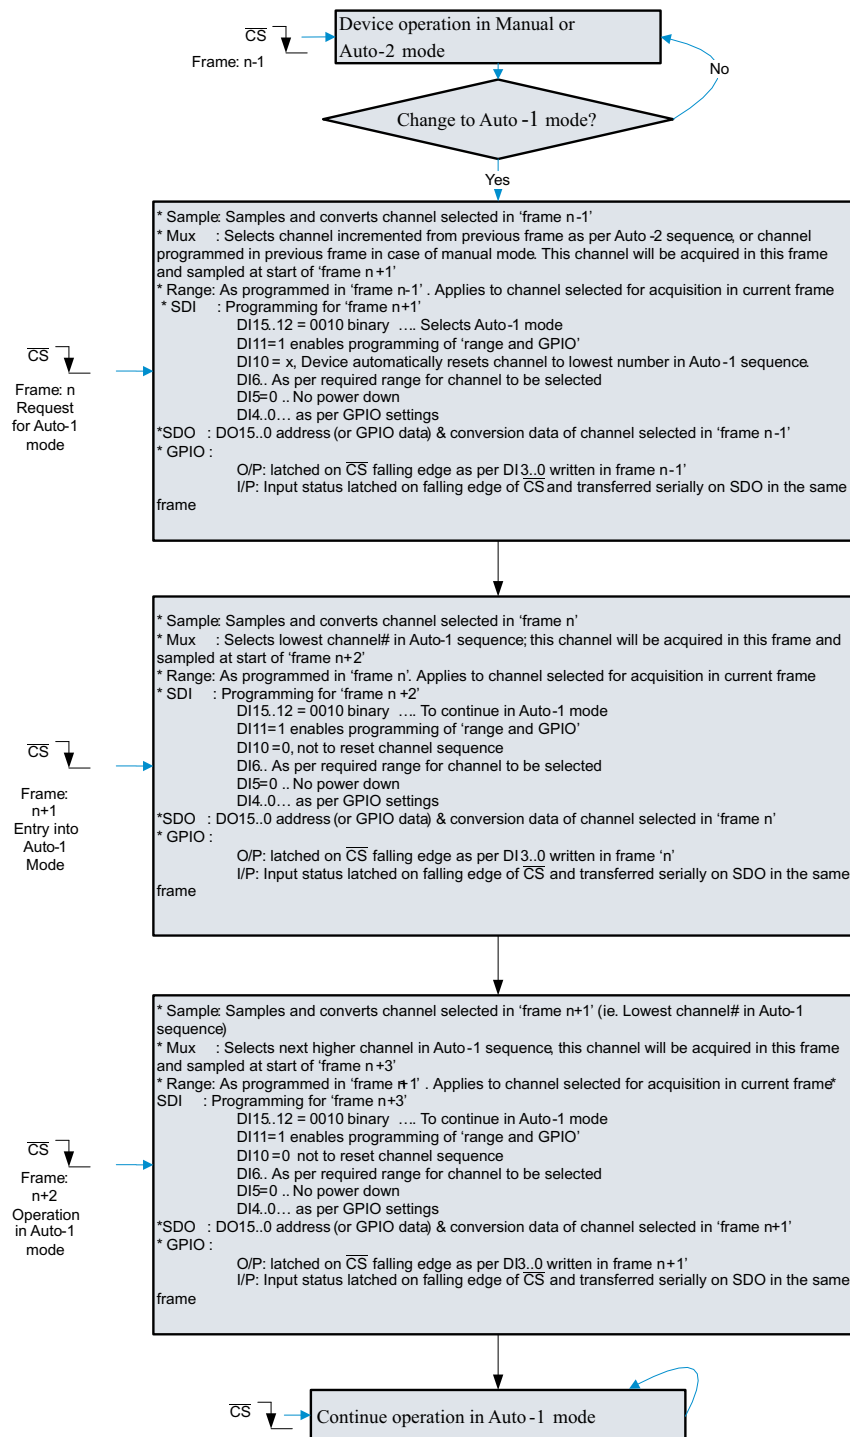 Device operation in Manual or
Auto-2 mode
CS
Frame: n-1
No
Change to Auto -1 mode?
Yes
* Sample: Samples and converts channel selected in ‘frame n-1’
* Mux : Selects channel incremented from previous frame as per Auto -2 sequence, or channel
programmed in previous frame in case of manual mode. This channel will be acquired in this frame
and sampled at start of ‘frame n+1’
* Range: As programmed in ‘frame n-1’ . Applies to channel selected for acquisition in current frame
* SDI : Programming for ‘frame n+1’
DI15..12 = 0010 binary .... Selects Auto-1 mode
DI11=1 enables programming of ‘range and GPIO’
DI10 = x, Device automatically resets channel to lowest number in Auto-1 sequence.
DI6.. As per required range for channel to be selected
DI5=0 .. No power down
DI4..0… as per GPIO settings
*SDO : DO15..0 address (or GPIO data) & conversion data of channel selected in ‘frame n-1’
* GPIO :
O/P: latched on CS falling edge as per DI3..0 written in frame n-1’
I/P: Input status latched on falling edge of CS and transferred serially on SDO in the same
frame
CS
Frame: n
Request
for Auto-1
mode
* Sample: Samples and converts channel selected in ‘frame n’
* Mux : Selects lowest channel# in Auto-1 sequence; this channel will be acquired in this frame and
sampled at start of ‘frame n+2’
* Range: As programmed in ‘frame n’. Applies to channel selected for acquisition in current frame
* SDI : Programming for ‘frame n +2’
DI15..12 = 0010 binary .... To continue in Auto-1 mode
DI11=1 enables programming of ‘range and GPIO’
DI10 =0, not to reset channel sequence
DI6.. As per required range for channel to be selected
DI5=0 .. No power down
DI4..0… as per GPIO settings
*SDO : DO15..0 address (or GPIO data) & conversion data of channel selected in ‘frame n’
* GPIO :
O/P: latched on CS falling edge as per DI3..0 written in frame ‘n’
I/P: Input status latched on falling edge of CS and transferred serially on SDO in the same
frame
CS
Frame:
n+1
Entry into
Auto-1
Mode
* Sample: Samples and converts channel selected in ‘frame n+1’ (ie. Lowest channel# in Auto-1
sequence)
* Mux : Selects next higher channel in Auto-1 sequence, this channel will be acquired in this frame
and sampled at start of ‘frame n+3’
* Range: As programmed in ‘frame n+1’ . Applies to channel selected for acquisition in current frame*
SDI : Programming for ‘frame n+3’
DI15..12 = 0010 binary .... To continue in Auto-1 mode
DI11=1 enables programming of ‘range and GPIO’
DI10 =0 not to reset channel sequence
DI6.. As per required range for channel to be selected
DI5=0 .. No power down
DI4..0… as per GPIO settings
*SDO : DO15..0 address (or GPIO data) & conversion data of channel selected in ‘frame n+1’
* GPIO :
O/P: latched on CS falling edge as per DI3..0 written in frame n+1’
I/P: Input status latched on falling edge of CS and transferred serially on SDO in the same
frame
CS
Frame:
n+2
Operation
in Auto-1
mode
CS
Continue operation in Auto -1 mode